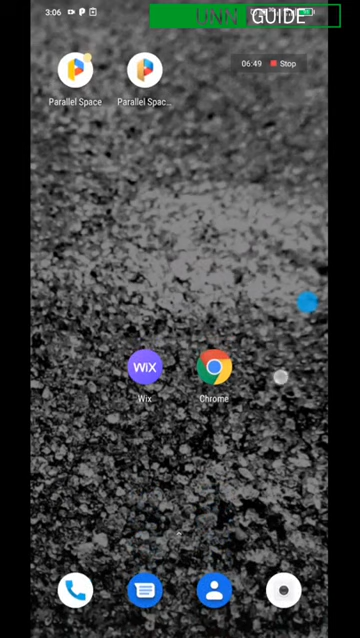 3:06
GUIDE
06:49 Stop
Parallel Space
Parallel Spac...
WiX
Wix
Chrome